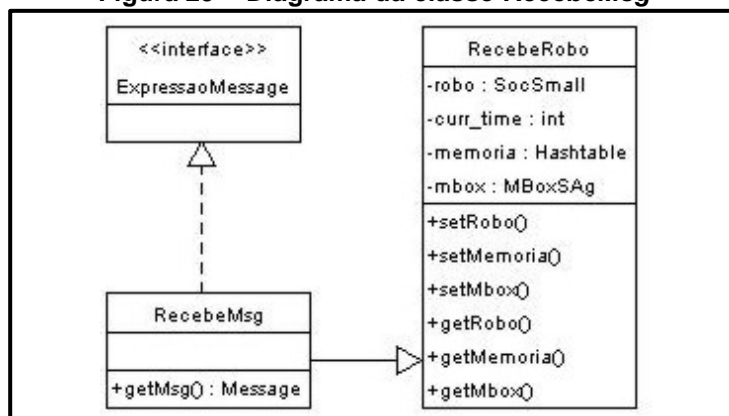 <<interface>>
ExpressaoMessage
RecebeMsg
+getMsg() : Message
RecebeRobo
-robo : SocSmall
-curr_time : int
-memoria : Hashtable
-mbox : MBoxSAg
+setRobo()
+setMemoria()
+setMbox()
+getRobo()
+getMemoria()
+getMbox()